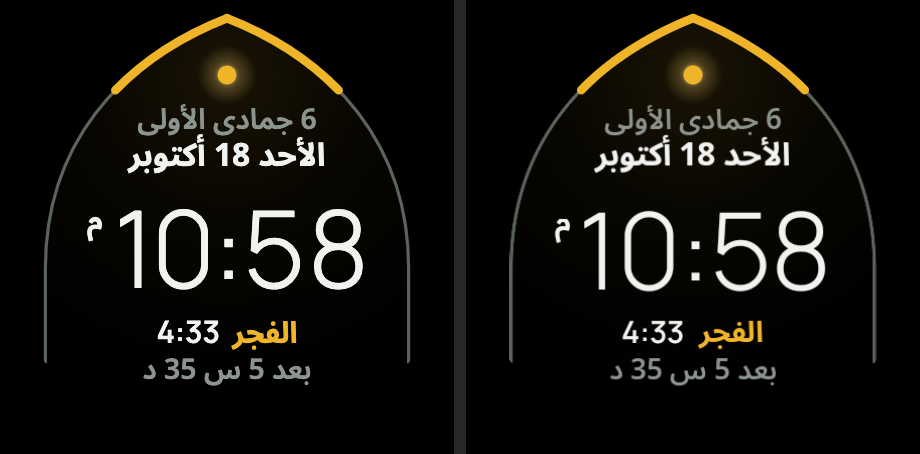 6 جمادى الأولى
الأحد 18 أكتوبر
10:58 م
الفجر 4:33
بعد 5 س 35 د
6 جمادى الأولى
الأحد 18 أكتوبر
10:58 م
الفجر 4:33
بعد 5 س 35 د